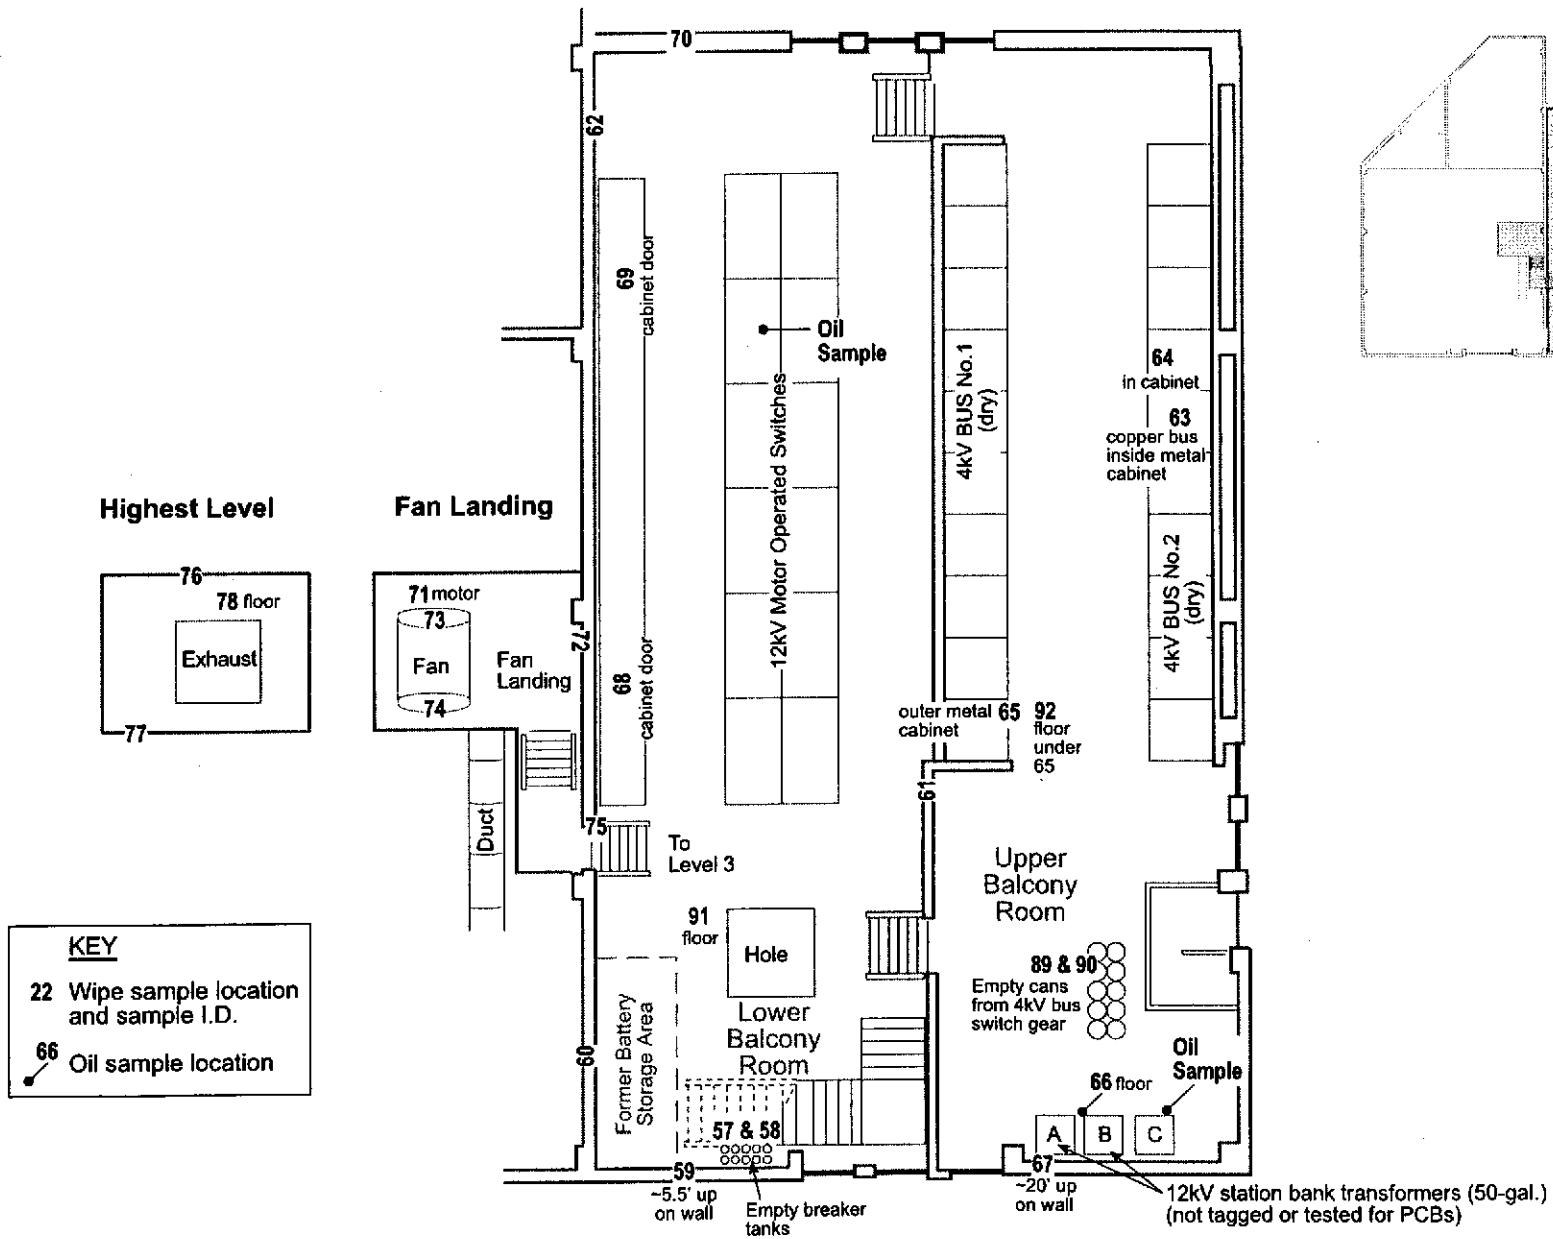 70
62
69
cabinet door
Oil
Sample
12kV Motor Operated Switches
4kV BUS No.1
(dry)
64
in cabinet
63
copper bus
inside metal
cabinet
4kV BUS No.2
(dry)
Highest Level
Fan Landing
76
78 floor
Exhaust
77
71 motor
73
Fan
74
Fan
Landing
72
68
cabinet door
outer metal
cabinet
65
92
floor
under
65
61
Duct
75
To
Level 3
Upper
Balcony
Room
91
floor
Hole
Lower
Balcony
Room
89 & 90
Empty cans
from 4kV bus
switch gear
KEY
22 Wipe sample location
and sample I.D.
66 Oil sample location
60
Former Battery
Storage Area
57 & 58
59
~5.5' up
on wall
Empty breaker
tanks
Oil
Sample
66 floor
A
B
C
67
~20' up
on wall
12kV station bank transformers (50-gal.)
(not tagged or tested for PCBs)